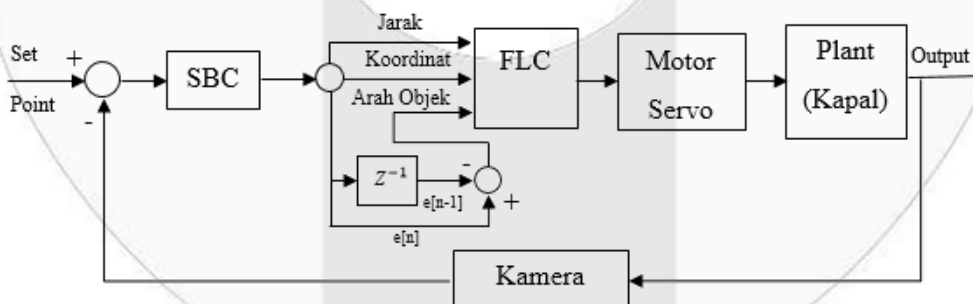 Set
Point
+
-
SBC
Jarak
Koordinat
Arah Objek
FLC
Motor
Servo
Plant
(Kapal)
Output
Z⁻¹
-
+
e[n-1]
e[n]
Kamera